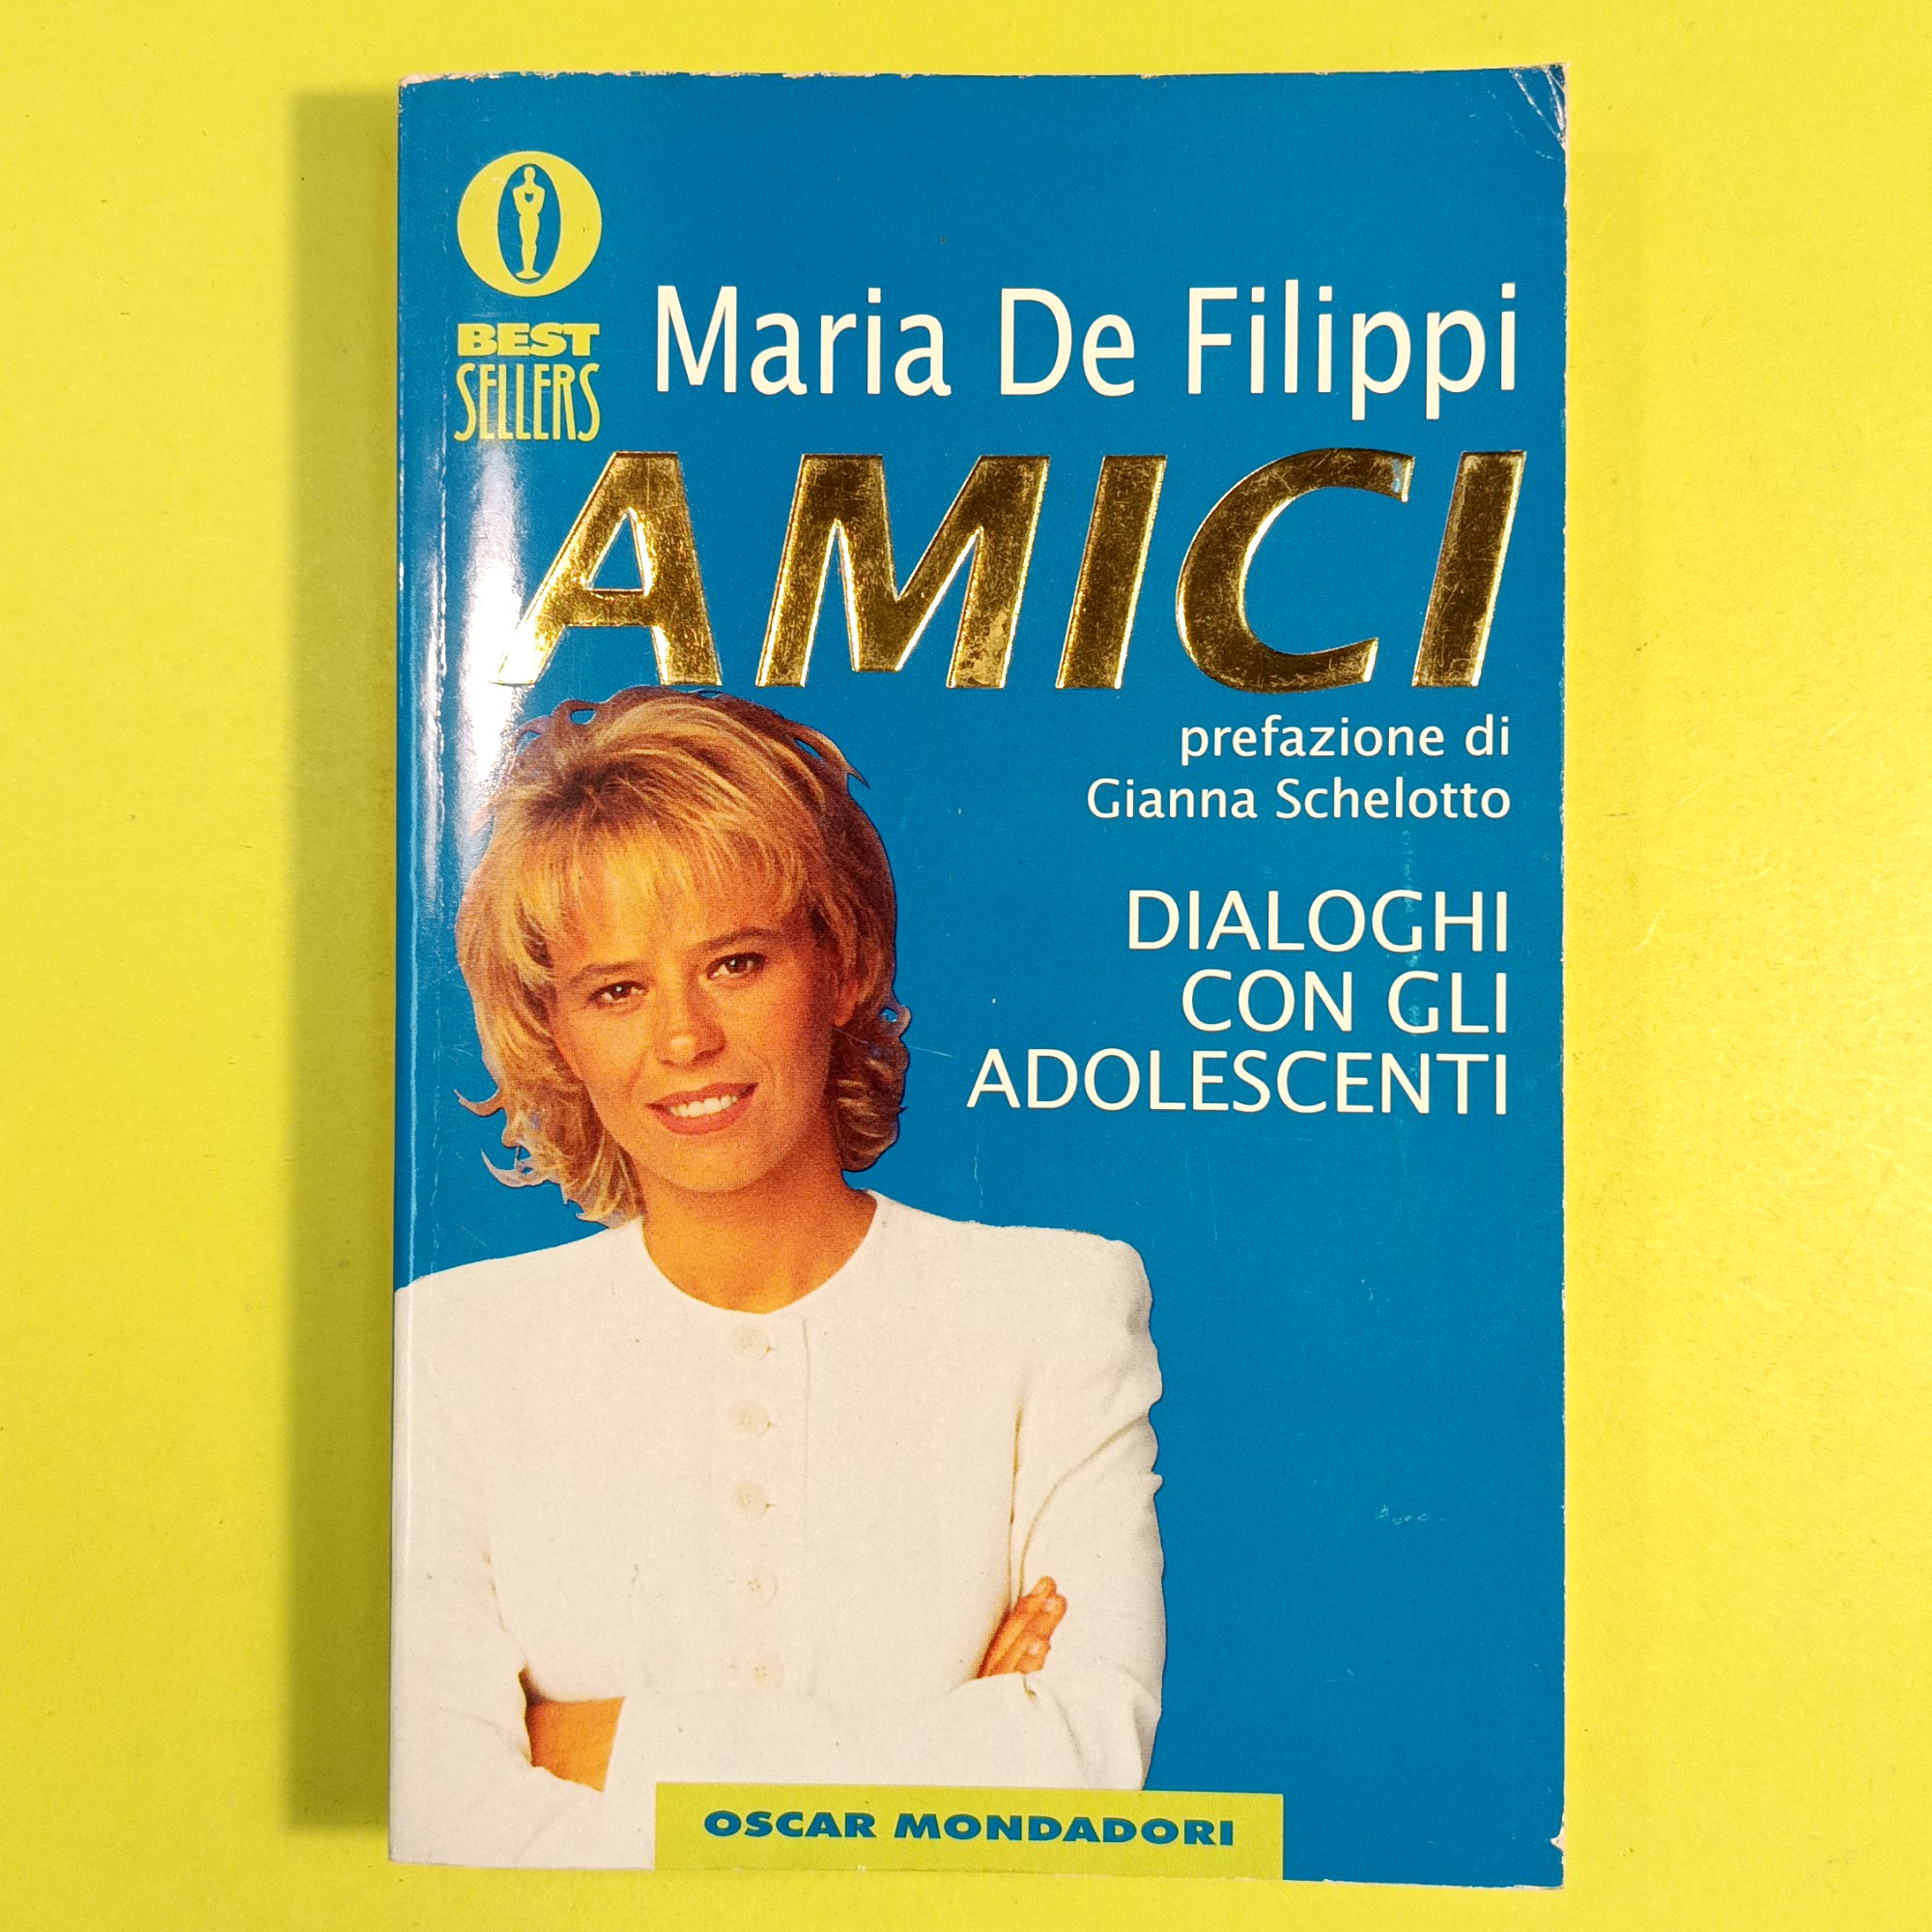 BEST
SELLERS
Maria De Filippi
AMICI
prefazione di
Gianna Schelotto
DIALOGHI
CON GLI
ADOLESCENTI
OSCAR MONDADORI